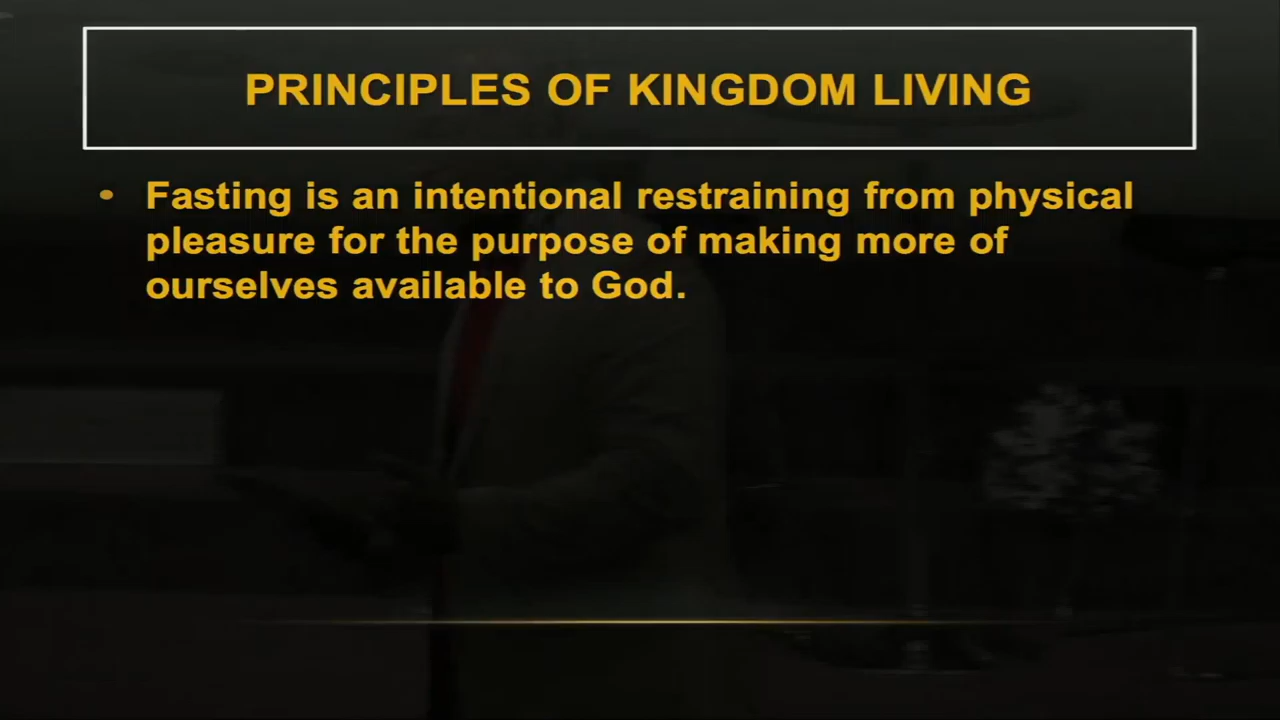 PRINCIPLES OF KINGDOM LIVING
• Fasting is an intentional restraining from physical
pleasure for the purpose of making more of
ourselves available to God.